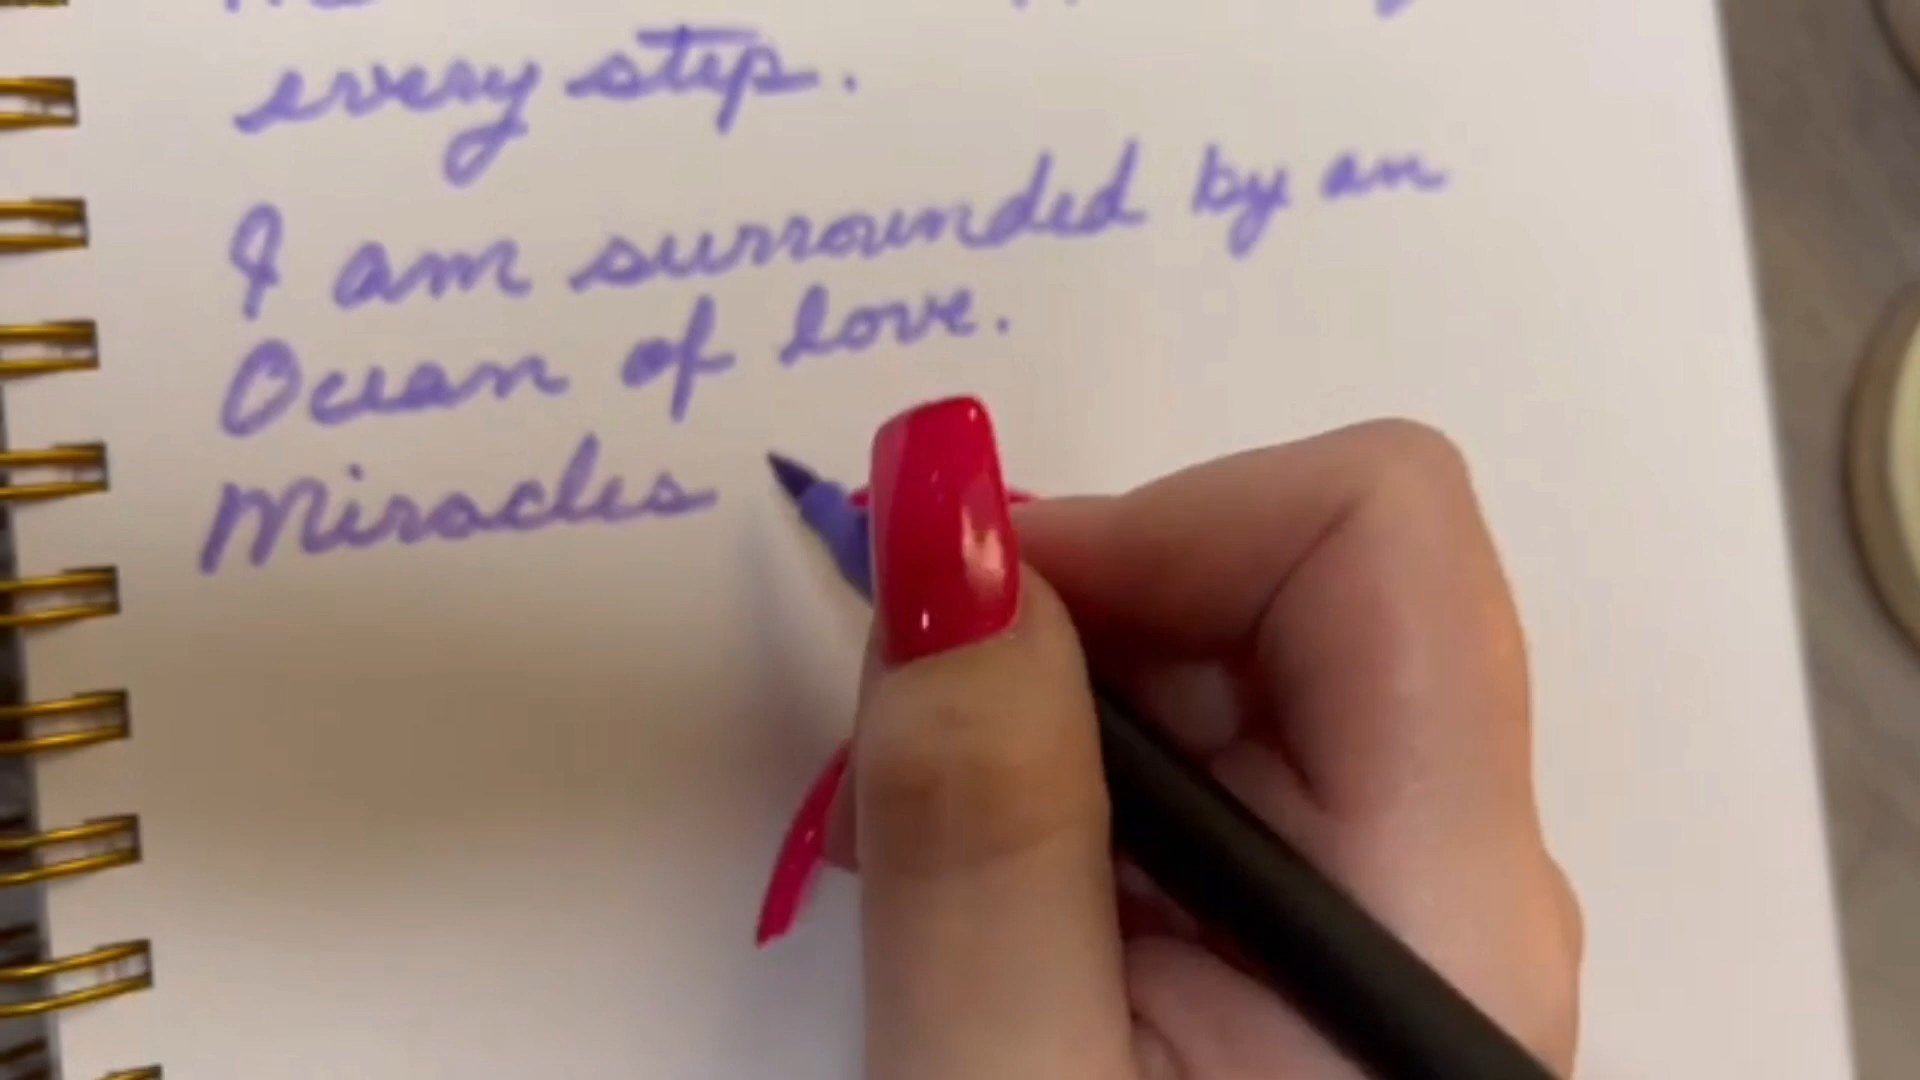 every step.
I am surrounded by an
Ocean of love.
Miracles